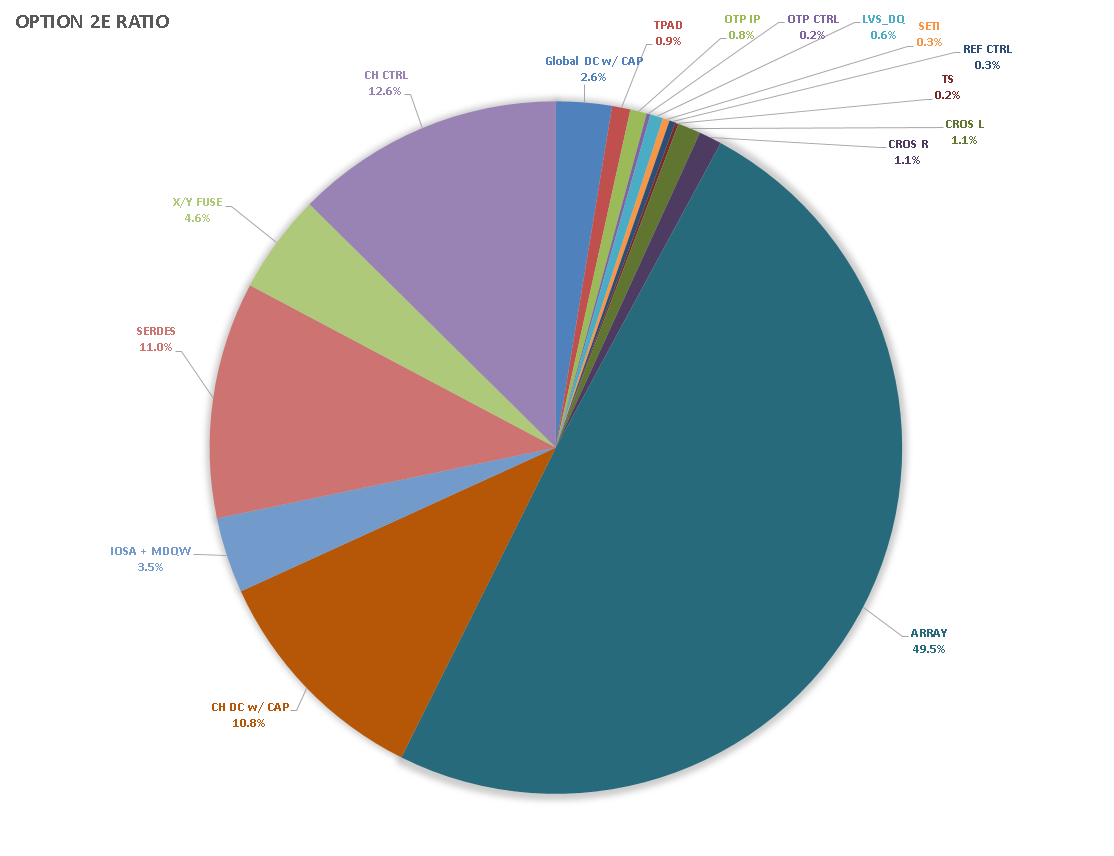 OPTION 2E RATIO
Global DC w/ CAP
2.6%
TPAD
0.9%
OTP IP
0.8%
OTP CTRL
0.2%
LVS_DQ
0.6%
SETI
0.3%
REF CTRL
0.3%
TS
0.2%
CROS L
1.1%
CROS R
1.1%
ARRAY
49.5%
CH DC w/ CAP
10.8%
IOSA + MDQW
3.5%
SERDES
11.0%
X/Y FUSE
4.6%
CH CTRL
12.6%